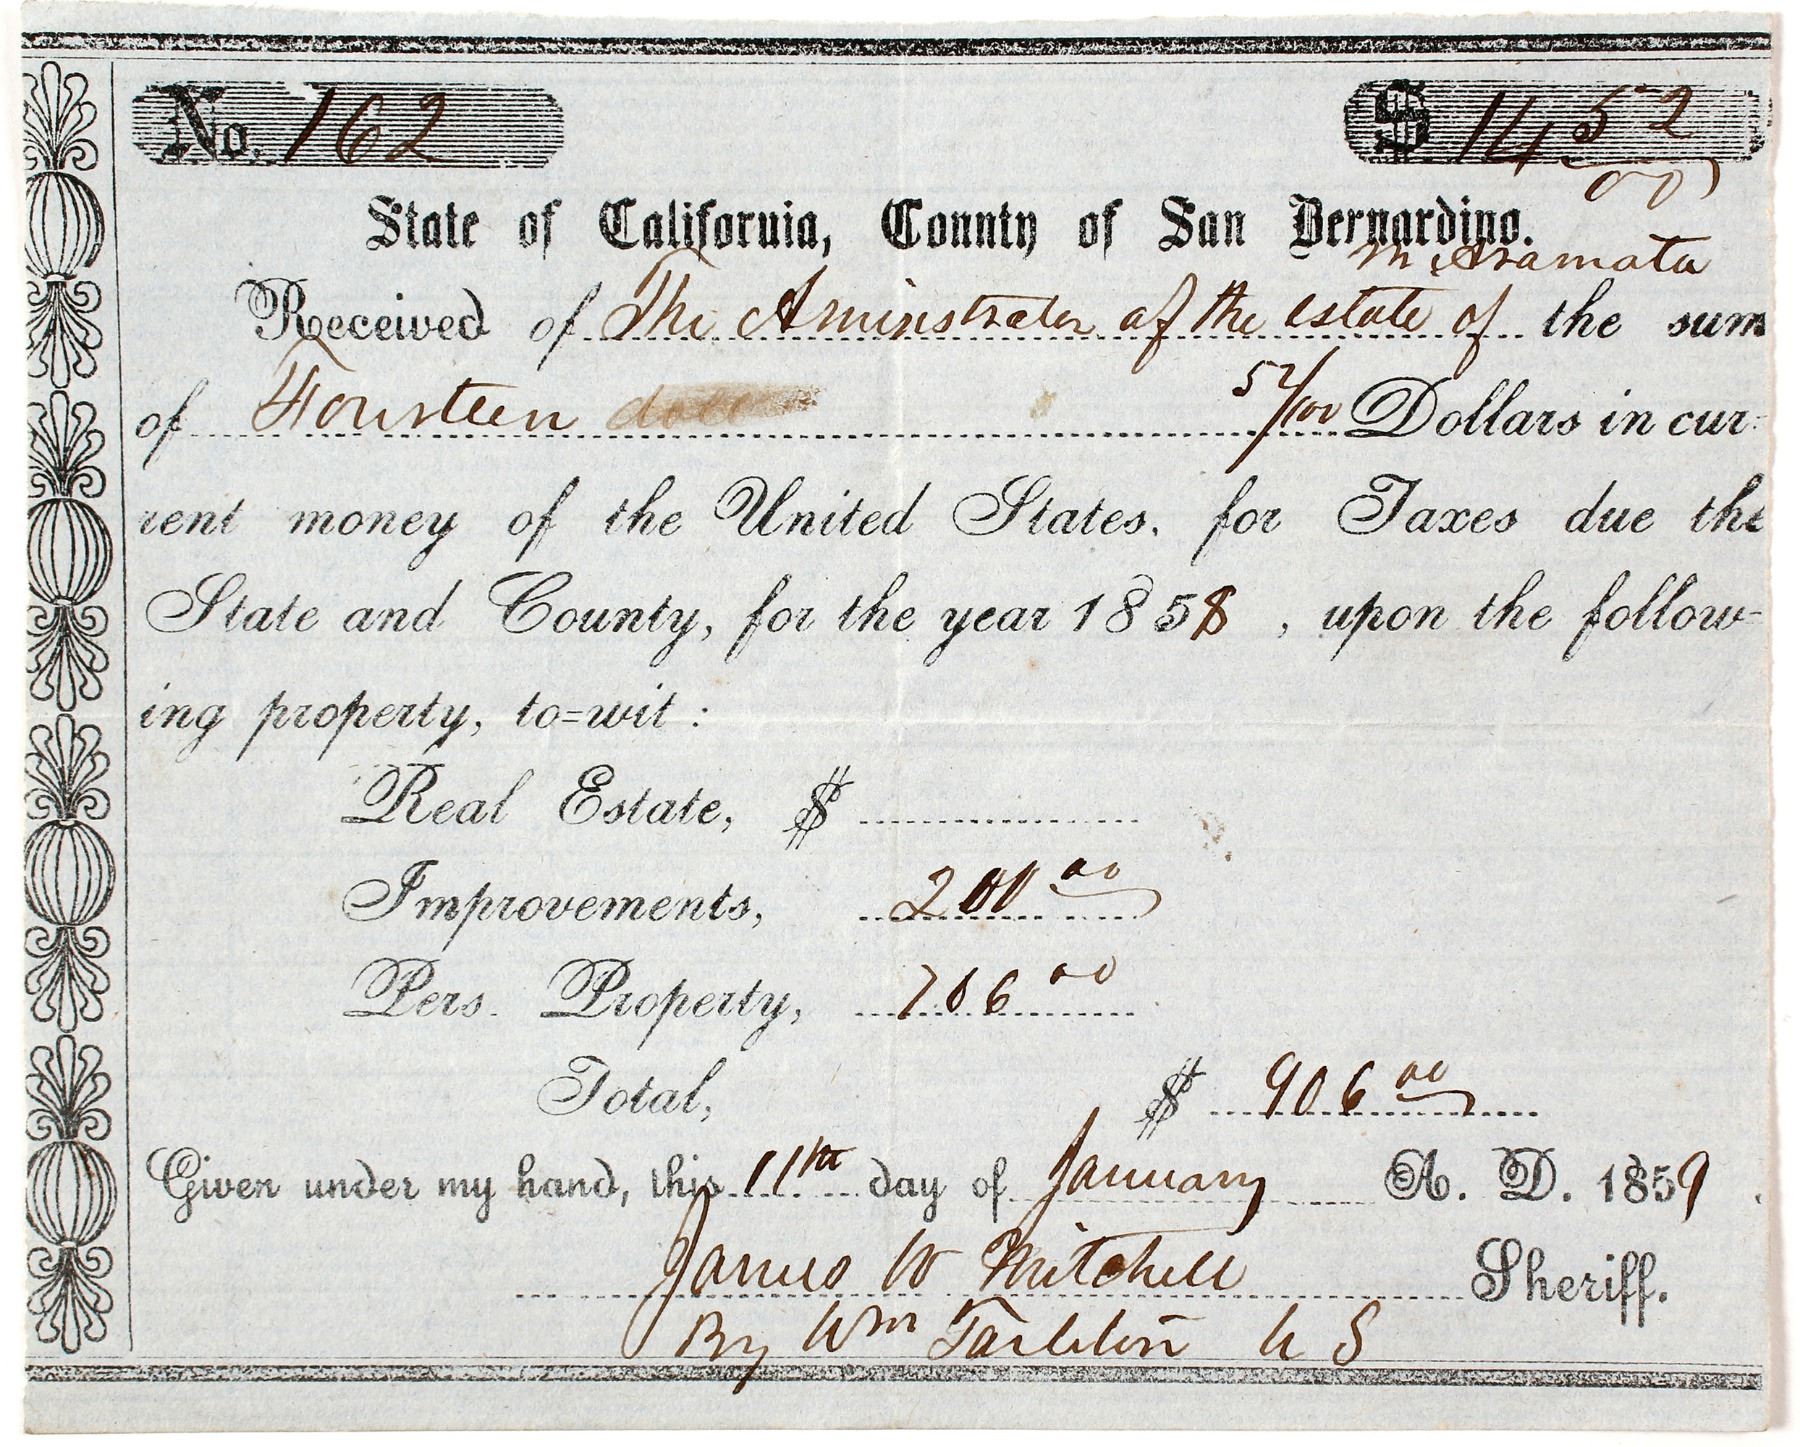 No. 162 $ 14 52/00
State of California, County of San Bernardino.
M. Aramata
Received of The Aminstrator of the estate of the sum
of Fourteen doll 52/100 Dollars in cur-
rent money of the United States, for Taxes due the
State and County, for the year 1858, upon the follow-
ing property, to=wit:
Real Estate, $
Improvements, 200 00
Pers. Property, 706 00
Total, $ 906 00
Given under my hand, this 11th day of January A. D. 1859.
James W Mitchell Sheriff.
By Wm Tarleton U S